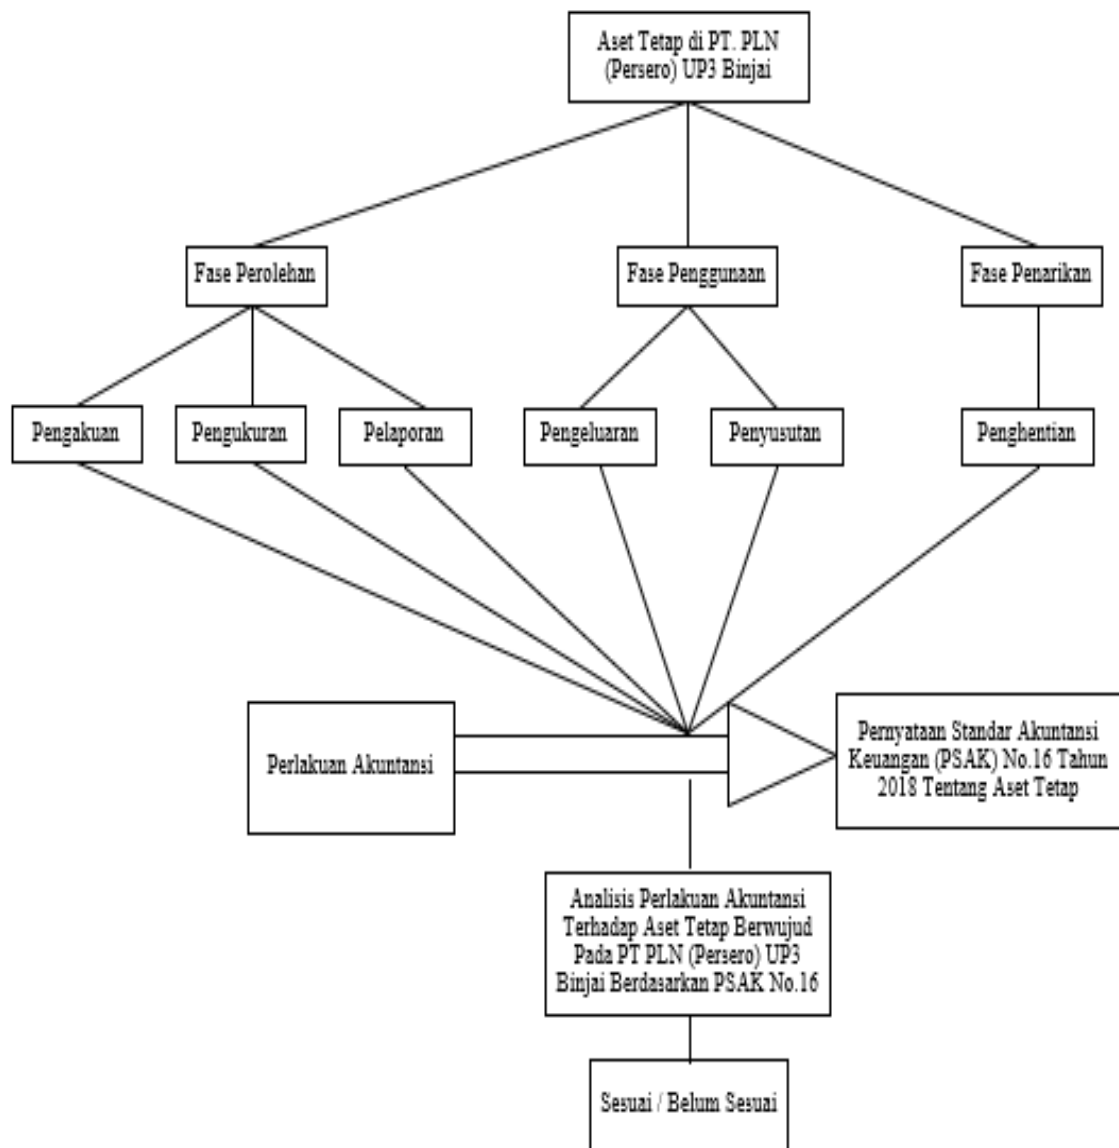 Aset Tetap di PT. PLN
(Persero) UP3 Binjai
Fase Perolehan
Fase Penggunaan
Fase Penarikan
Pengakuan
Pengukuran
Pelaporan
Pengeluaran
Penyusutan
Penghentian
Perlakuan Akuntansi
Pernyataan Standar Akuntansi
Keuangan (PSAK) No.16 Tahun
2018 Tentang Aset Tetap
Analisis Perlakuan Akuntansi
Terhadap Aset Tetap Berwujud
Pada PT PLN (Persero) UP3
Binjai Berdasarkan PSAK No.16
Sesuai / Belum Sesuai